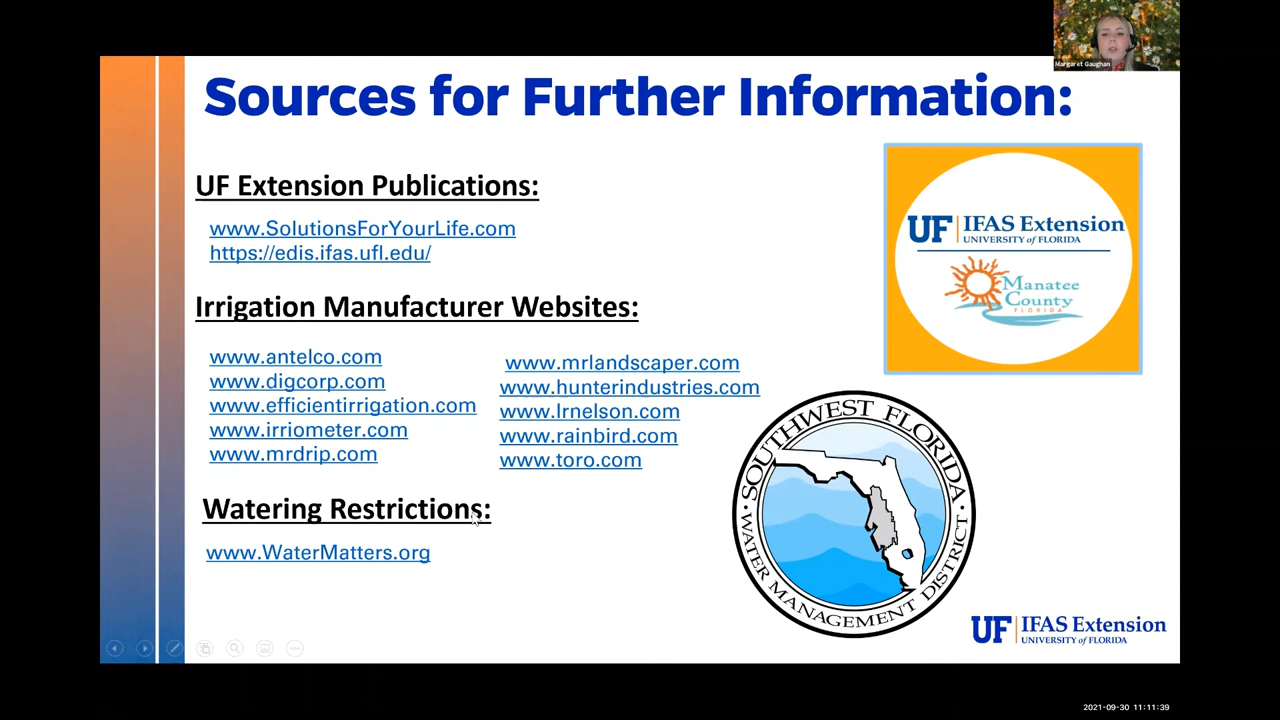 Margaret Gaughan
Sources for Further Information:
UF Extension Publications:
www.SolutionsForYourLife.com
https://edis.ifas.ufl.edu/
UF IFAS Extension
UNIVERSITY of FLORIDA
Manatee
County
FLORIDA
Irrigation Manufacturer Websites:
www.antelco.com
www.digcorp.com
www.efficientirrigation.com
www.irriometer.com
www.mrdrip.com
www.mrlandscaper.com
www.hunterindustries.com
www.lrnelson.com
www.rainbird.com
www.toro.com
SOUTHWEST FLORIDA
WATER MANAGEMENT DISTRICT
Watering Restrictions:
www.WaterMatters.org
UF IFAS Extension
UNIVERSITY of FLORIDA
2021-09-30 11:11:39